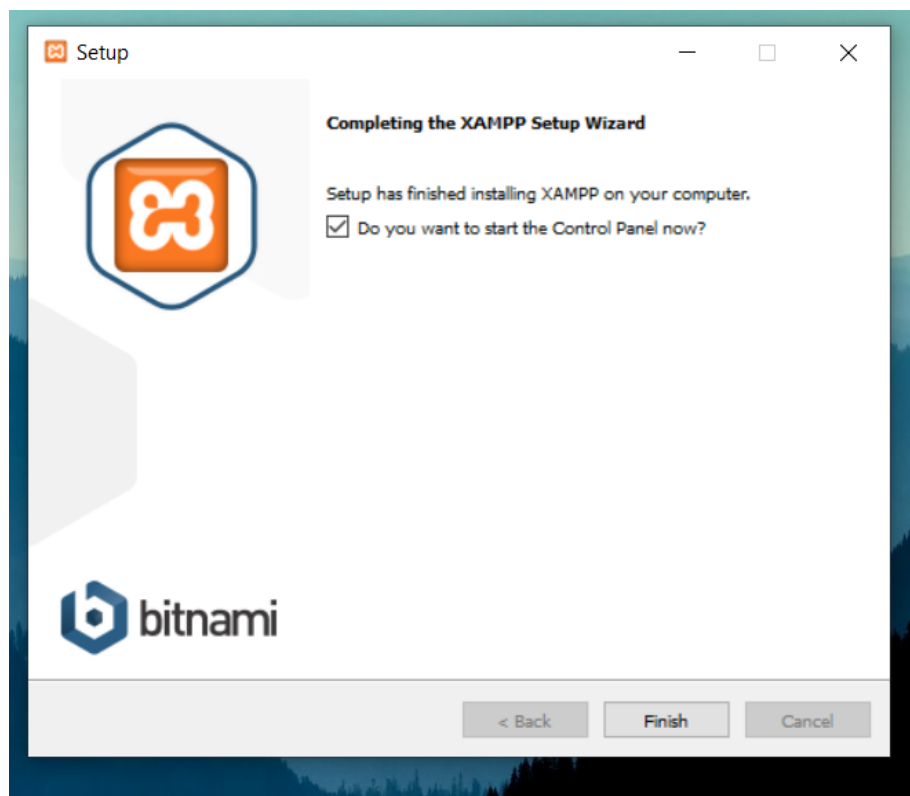 Setup
Completing the XAMPP Setup Wizard
Setup has finished installing XAMPP on your computer.
Do you want to start the Control Panel now?
bitnami
< Back
Finish
Cancel